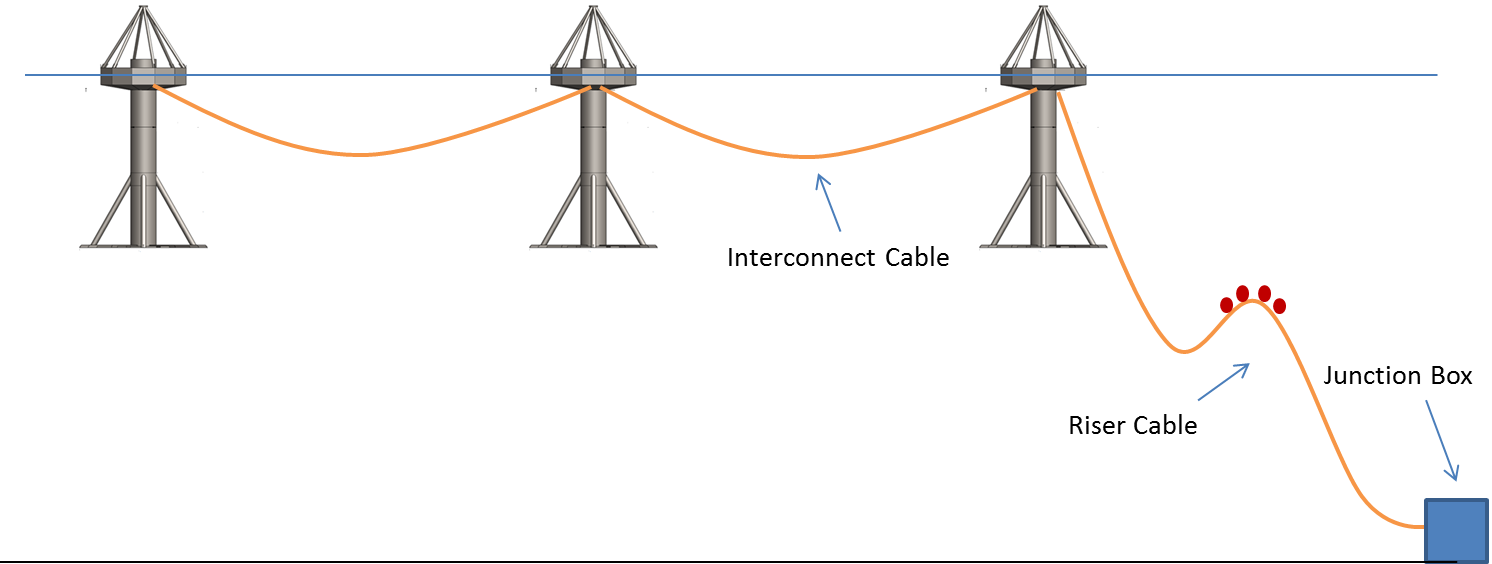 Interconnect Cable
Junction Box
Riser Cable